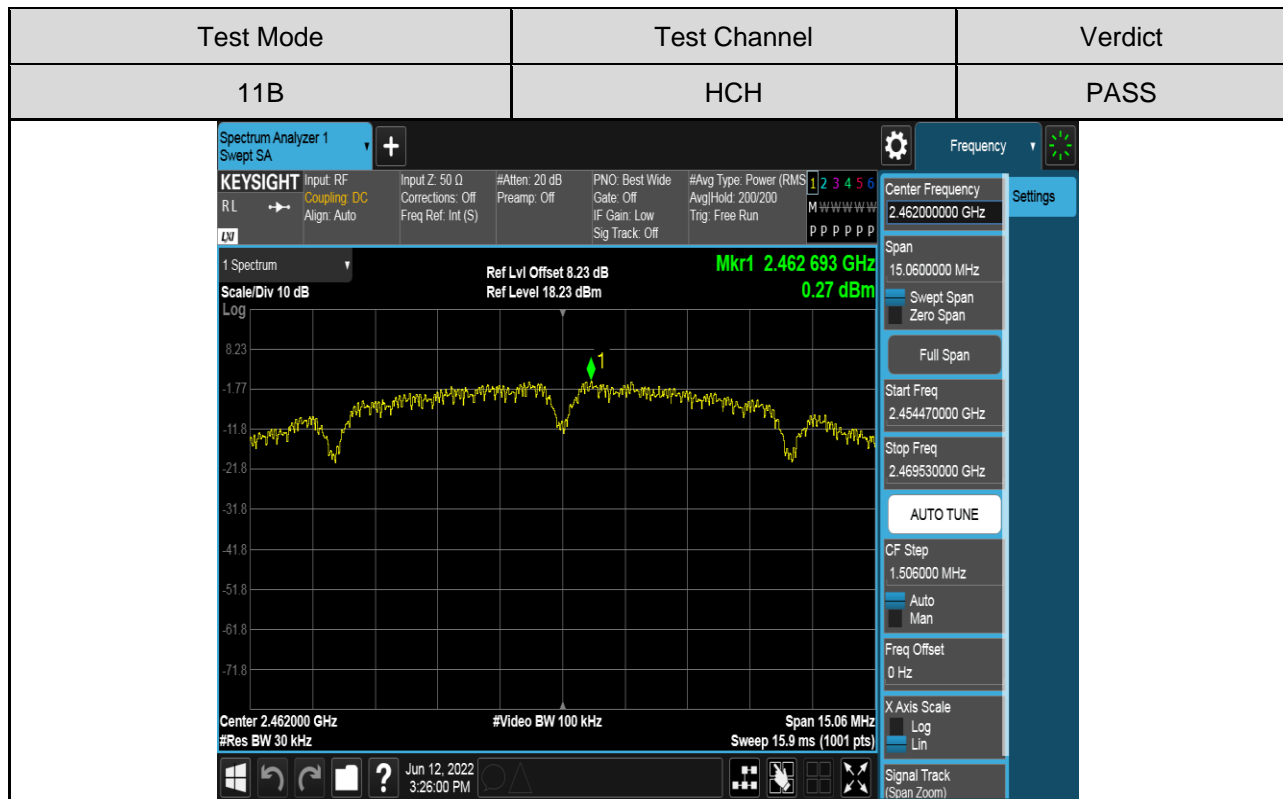 Test Mode Test Channel Verdict
11B HCH PASS
Spectrum Analyzer 1
Swept SA
+
Frequency
KEYSIGHT
RL
LXI
Input: RF
Coupling: DC
Align: Auto
Input Z: 50 Ω
Corrections: Off
Freq Ref: Int (S)
#Atten: 20 dB
Preamp: Off
PNO: Best Wide
Gate: Off
IF Gain: Low
Sig Track: Off
#Avg Type: Power (RMS
Avg|Hold: 200/200
Trig: Free Run
1 2 3 4 5 6
M W W W W W
P P P P P P
1 Spectrum
Scale/Div 10 dB
Log
Ref Lvl Offset 8.23 dB
Ref Level 18.23 dBm
Mkr1 2.462 693 GHz
0.27 dBm
8.23
-1.77
-11.8
-21.8
-31.8
-41.8
-51.8
-61.8
-71.8
1
Center 2.462000 GHz
#Res BW 30 kHz
#Video BW 100 kHz
Span 15.06 MHz
Sweep 15.9 ms (1001 pts)
?
Jun 12, 2022
3:26:00 PM
Center Frequency
2.462000000 GHz
Span
15.0600000 MHz
Swept Span
Zero Span
Full Span
Start Freq
2.454470000 GHz
Stop Freq
2.469530000 GHz
AUTO TUNE
CF Step
1.506000 MHz
Auto
Man
Freq Offset
0 Hz
X Axis Scale
Log
Lin
Signal Track
(Span Zoom)
Settings